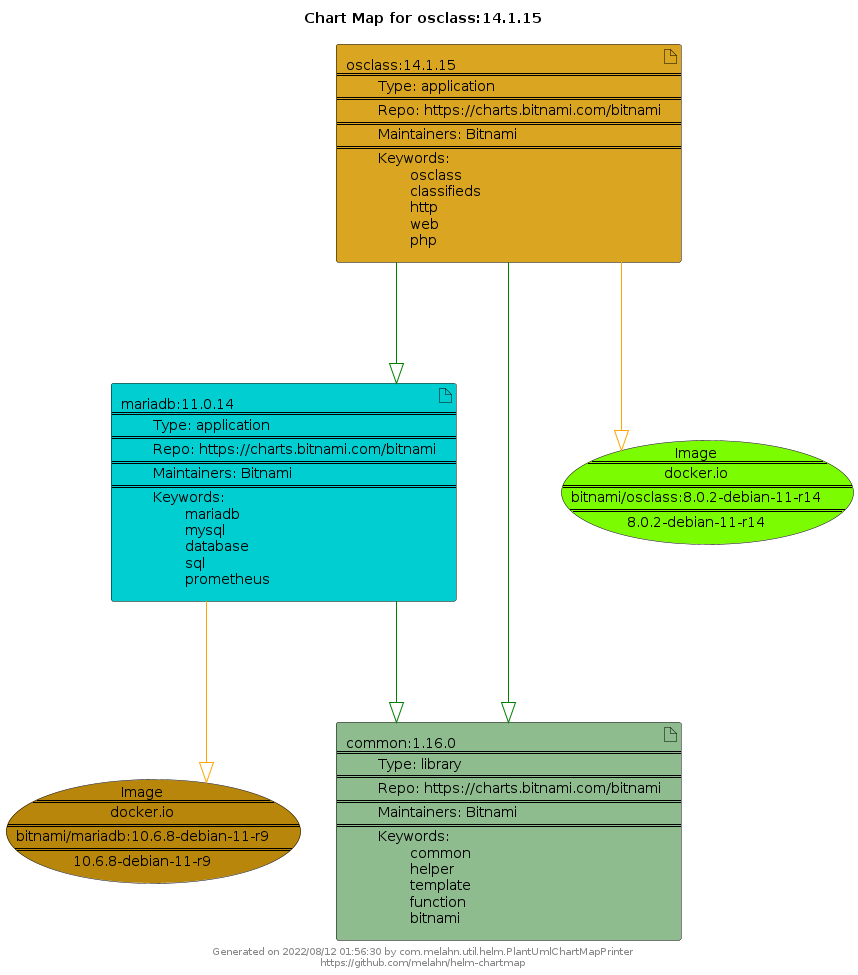 Chart Map for osclass:14.1.15
osclass:14.1.15
Type: application
Repo: https://charts.bitnami.com/bitnami
Maintainers: Bitnami
Keywords:
osclass
classifieds
http
web
php
mariadb:11.0.14
Type: application
Repo: https://charts.bitnami.com/bitnami
Maintainers: Bitnami
Keywords:
mariadb
mysql
database
sql
prometheus
Image
docker.io
bitnami/osclass:8.0.2-debian-11-r14
8.0.2-debian-11-r14
common:1.16.0
Type: library
Repo: https://charts.bitnami.com/bitnami
Maintainers: Bitnami
Keywords:
common
helper
template
function
bitnami
Image
docker.io
bitnami/mariadb:10.6.8-debian-11-r9
10.6.8-debian-11-r9
Generated on 2022/08/12 01:56:30 by com.melahn.util.helm.PlantUmlChartMapPrinter
https://github.com/melahn/helm-chartmap